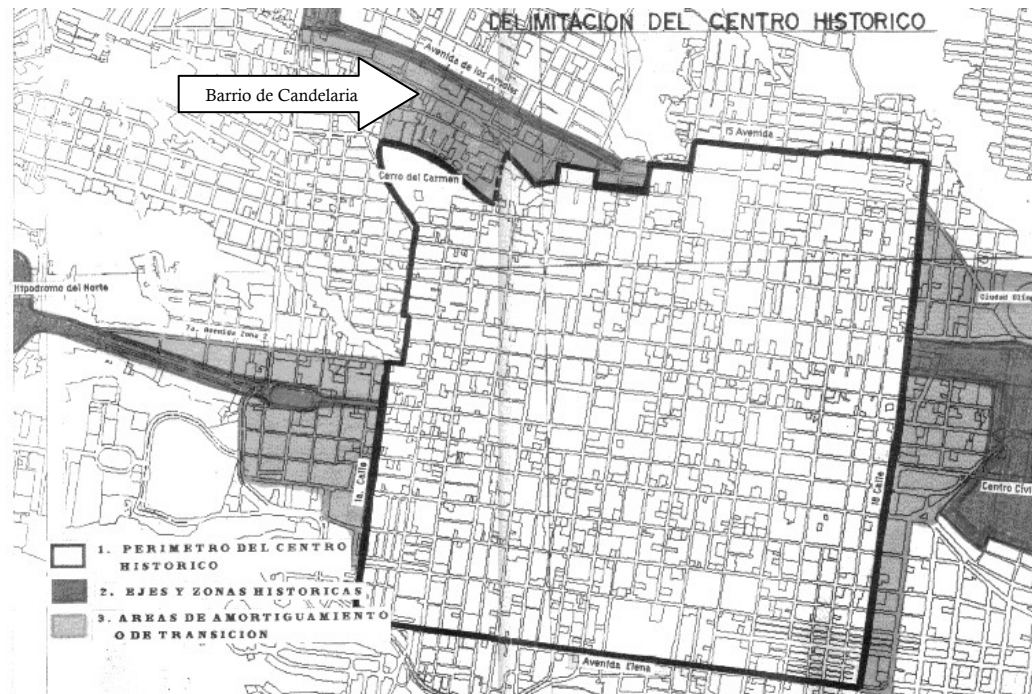 DELIMITACION DEL CENTRO HISTORICO
Avenida de los Arboles
Barrio de Candelaria
15 Avenida
Cerro del Carmen
Hipodromo del Norte
7a. Avenida Zona 2
Ciudad Olim
1a. Calle
18 Calle
Centro Civi
1. PERIMETRO DEL CENTRO
HISTORICO
2. EJES Y ZONAS HISTORICAS
3. AREAS DE AMORTIGUAMIENTO
O DE TRANSICIÓN
Avenida Elena